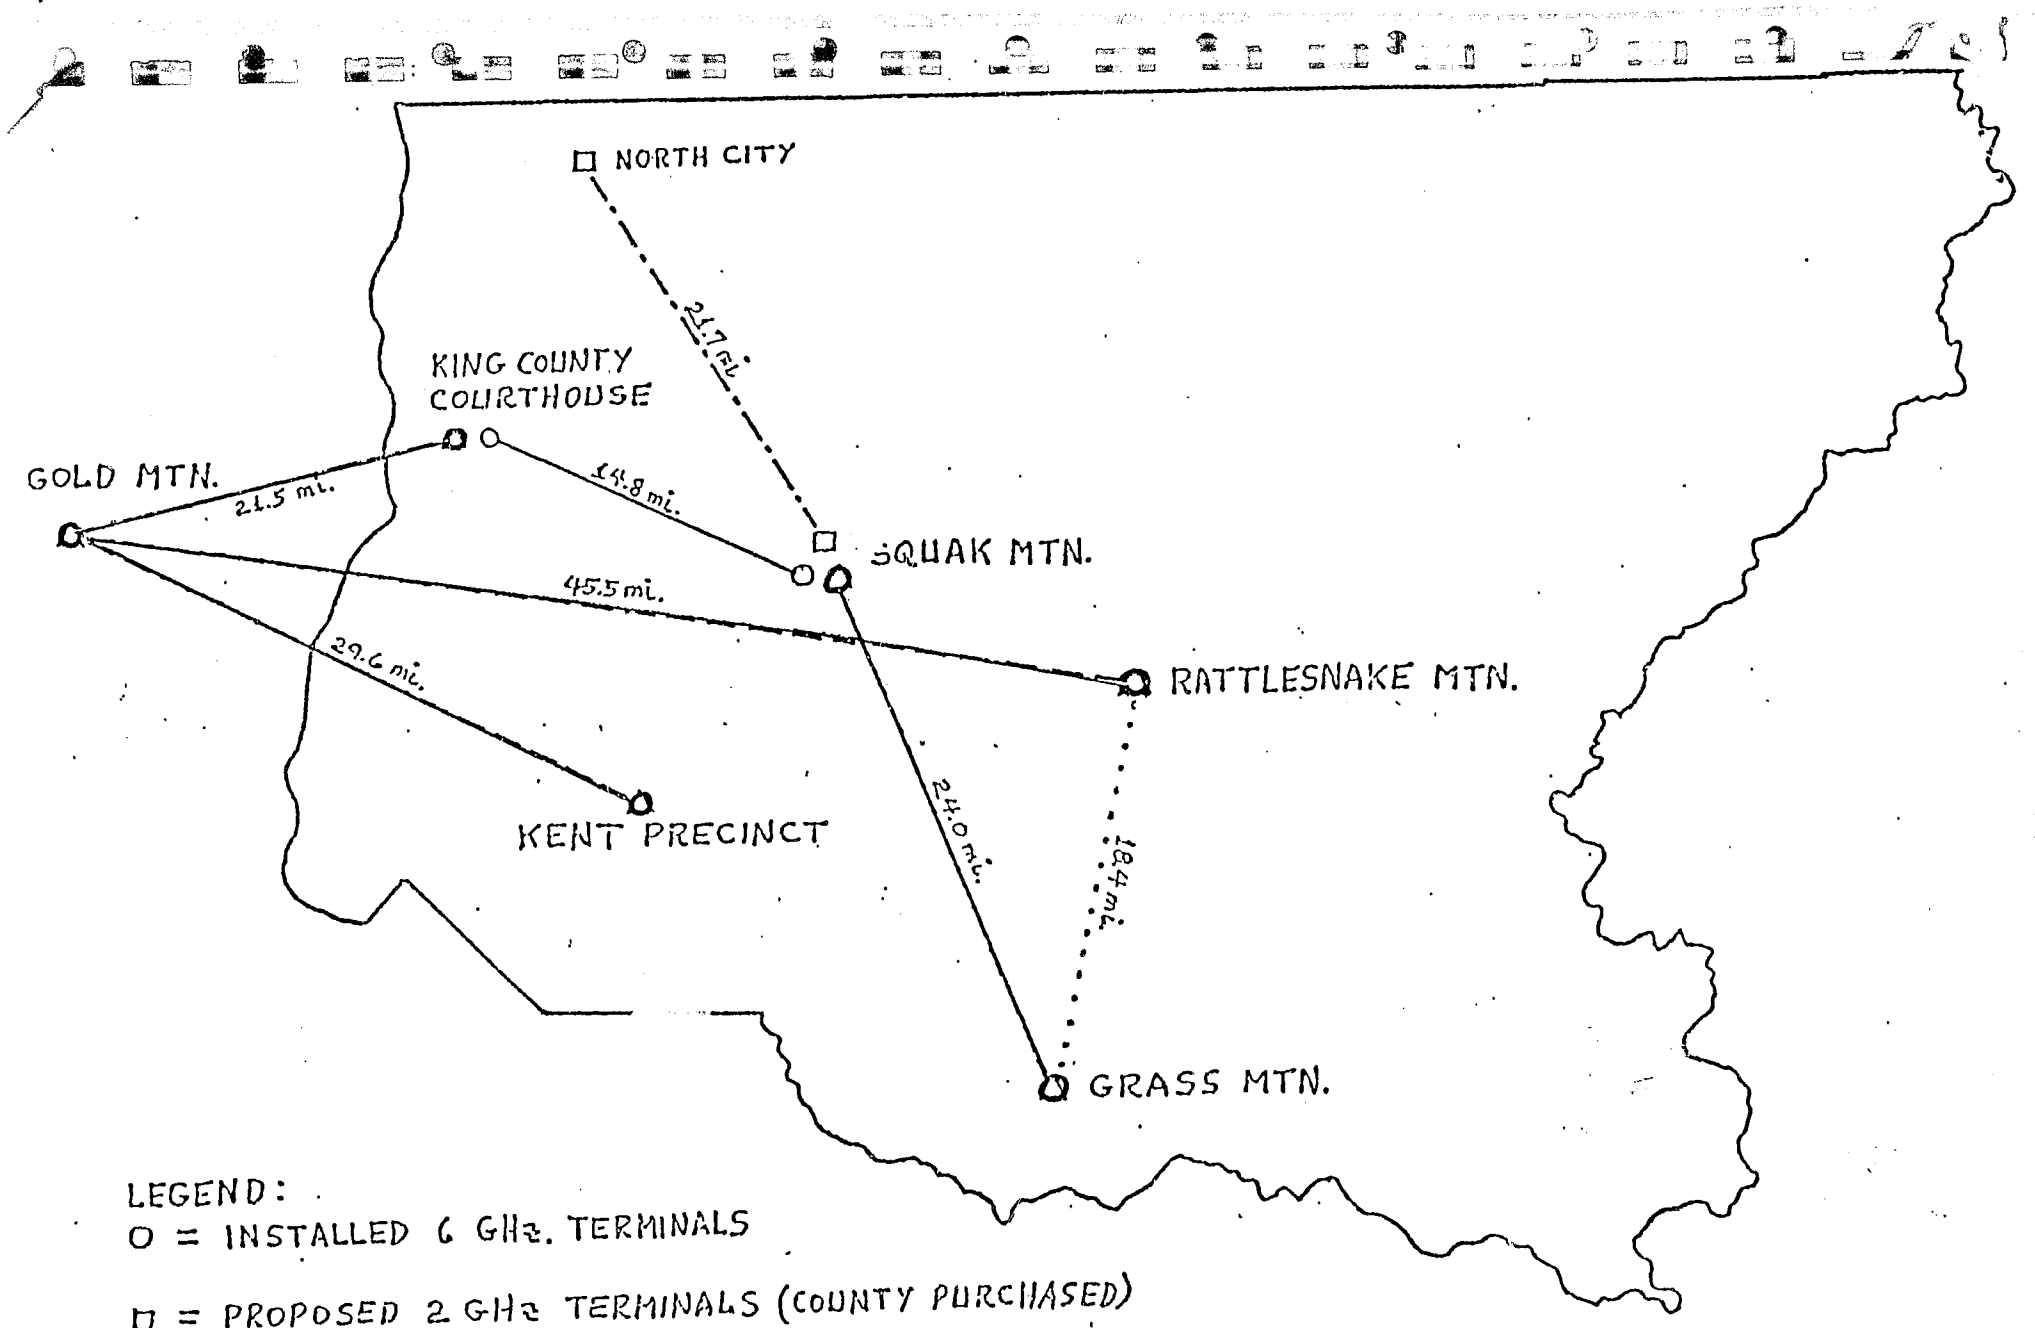 NORTH CITY
21.7 mi.
KING COUNTY
COURTHOUSE
GOLD MTN.
21.5 mi.
14.8 mi.
SQUAK MTN.
45.5 mi.
29.6 mi.
RATTLESNAKE MTN.
KENT PRECINCT
24.0 mi.
18.4 mi.
GRASS MTN.
LEGEND:
O = INSTALLED 6 GHz. TERMINALS
□ = PROPOSED 2 GHz TERMINALS (COUNTY PURCHASED)